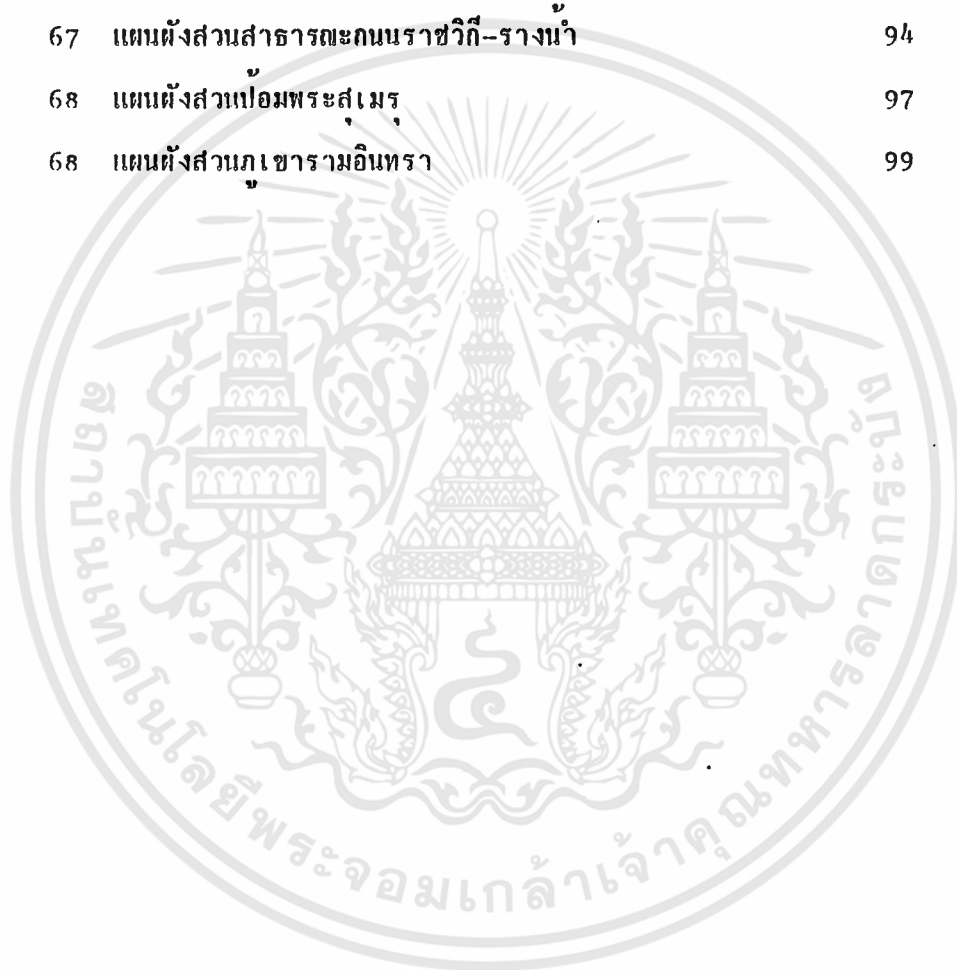 67 แผนผังส่วนสาธารณะถนนราชวิถี-รางน้ำ 94
68 แผนผังส่วนป้อมพระสุเมรุ 97
68 แผนผังส่วนภูเขารามอินทรา 99
สถาบันเทคโนโลยีพระจอมเกล้าเจ้าคุณทหารลาดกระบัง